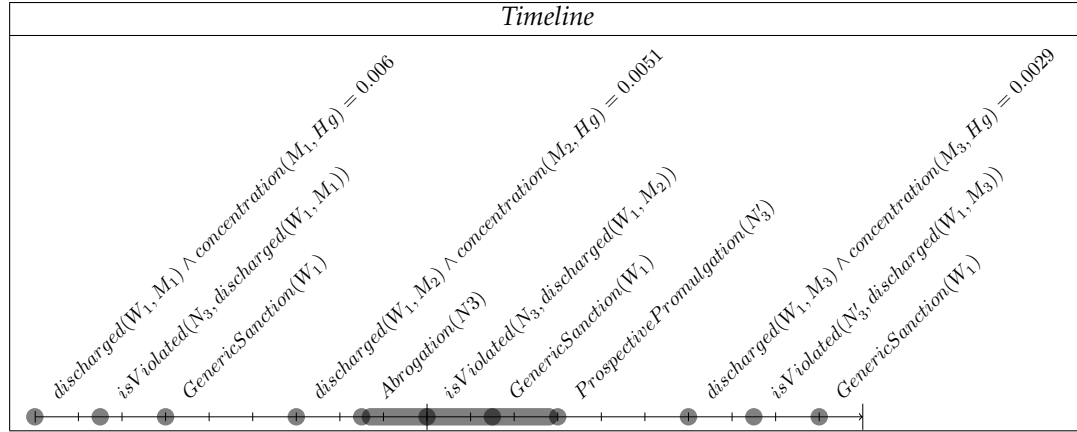 Timeline
discharged(W₁, M₁) ∧ concentration(M₁, Hg) = 0.006
isViolated(N₃, discharged(W₁, M₁))
GenericSanction(W₁)
discharged(W₁, M₂) ∧ concentration(M₂, Hg) = 0.0051
Abrogation(N3)
isViolated(N₃, discharged(W₁, M₂))
GenericSanction(W₁)
ProspectivePromulgation(N₃′)
discharged(W₁, M₃) ∧ concentration(M₃, Hg) = 0.0029
isViolated(N₃′, discharged(W₁, M₃))
GenericSanction(W₁)